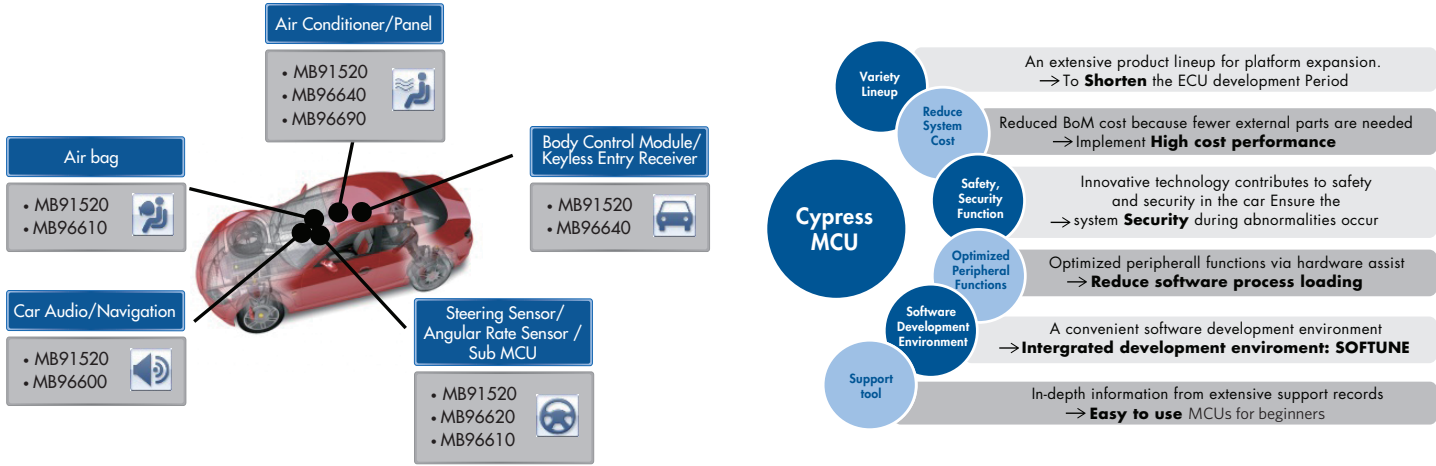 Air Conditioner/Panel
• MB91520
• MB96640
• MB96690
Air bag
• MB91520
• MB96610
Body Control Module/
Keyless Entry Receiver
• MB91520
• MB96640
Car Audio/Navigation
• MB91520
• MB96600
Steering Sensor/
Angular Rate Sensor /
Sub MCU
• MB91520
• MB96620
• MB96610
Cypress
MCU
Variety
Lineup
An extensive product lineup for platform expansion.
→To Shorten the ECU development Period
Reduce
System
Cost
Reduced BoM cost because fewer external parts are needed
→Implement High cost performance
Safety,
Security
Function
Innovative technology contributes to safety
and security in the car Ensure the
→system Security during abnormalities occur
Optimized
Peripheral
Functions
Optimized peripherall functions via hardware assist
→ Reduce software process loading
Software
Development
Environment
A convenient software development environment
→Intergrated development enviroment: SOFTUNE
Support
tool
In-depth information from extensive support records
→ Easy to use MCUs for beginners